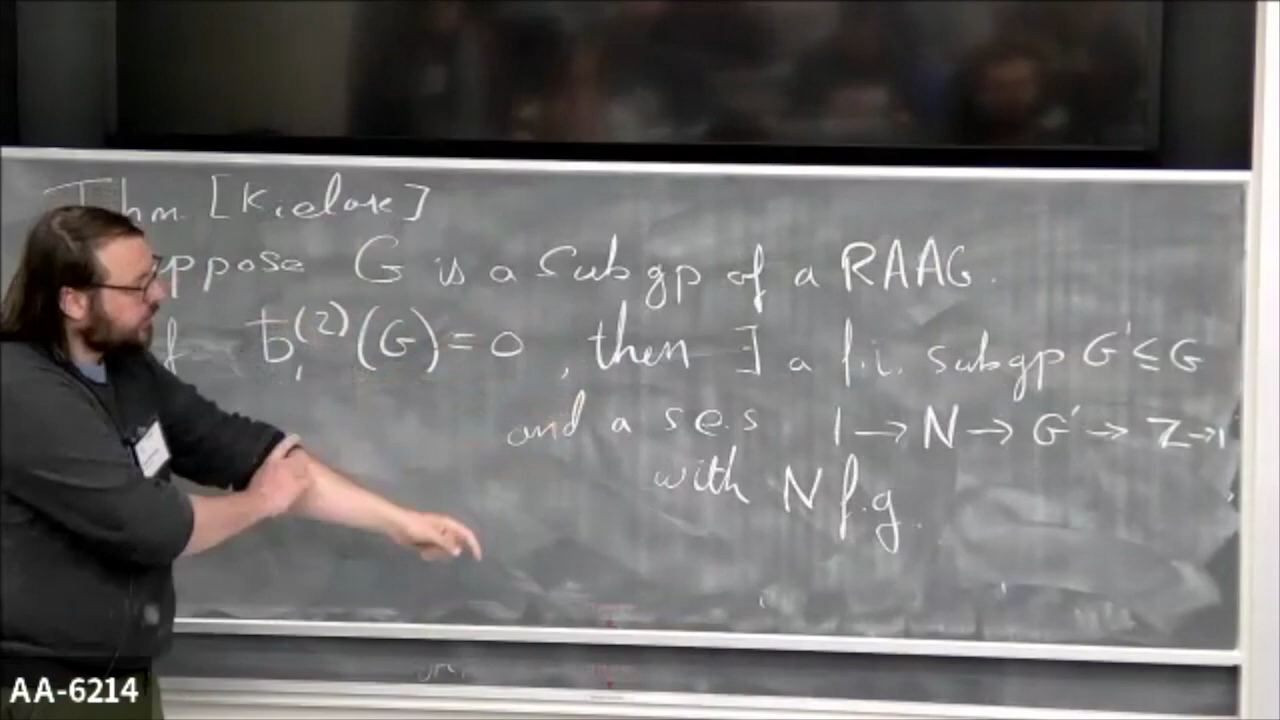 Thm [Kielak]
ppose G is a subgp of a RAAG.
f b₁⁽²⁾(G)=0, then ∃ a f.i. subgp G'≤G
and a s.e.s 1→N→G'→Z→1
with N f.g.
AA-6214